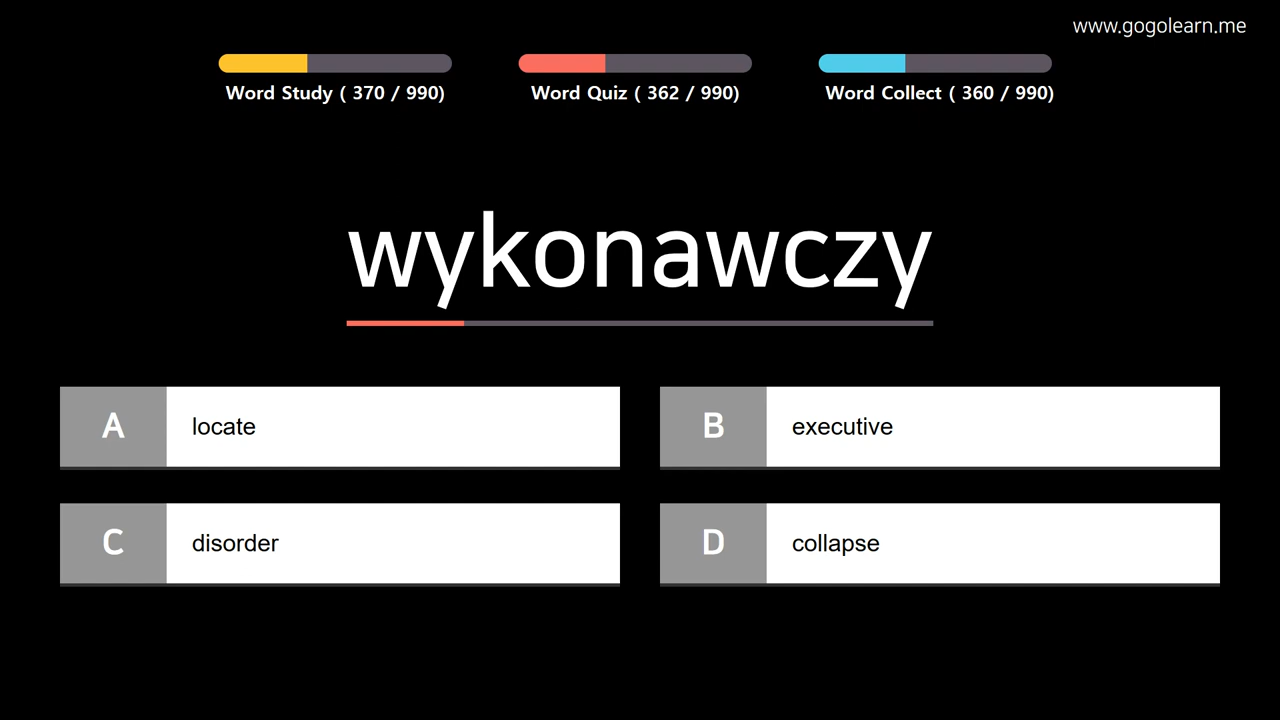 www.gogolearn.me
Word Study ( 370 / 990)
Word Quiz ( 362 / 990)
Word Collect ( 360 / 990)
wykonawczy
A locate
B executive
C disorder
D collapse